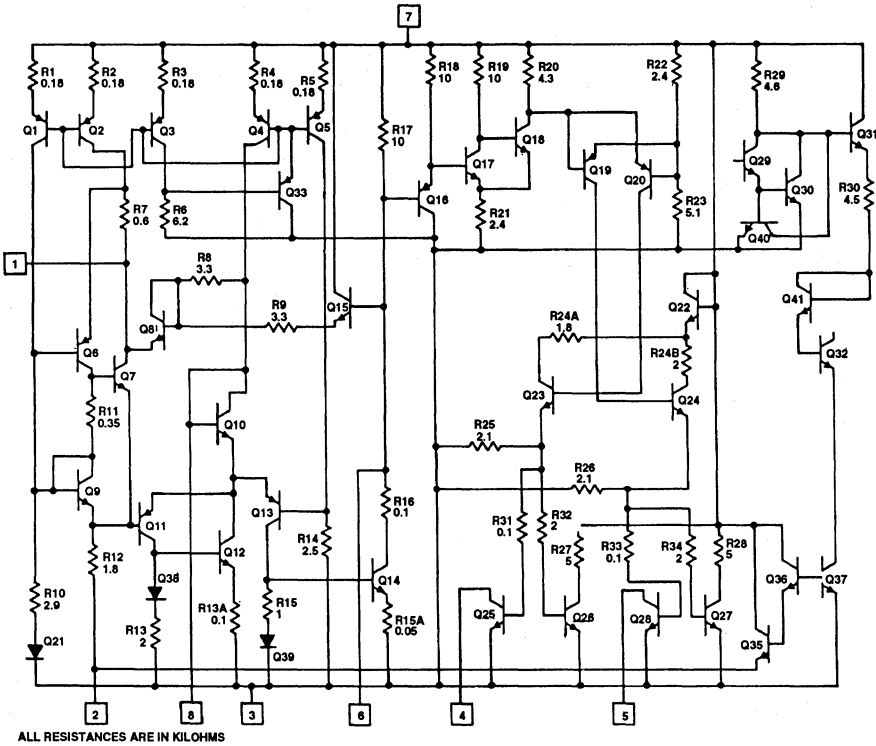 7
R1
0.18
R2
0.18
R3
0.18
R4
0.18
R5
0.18
R18
10
R19
10
R20
4.3
R22
2.4
R29
4.6
Q1
Q2
Q3
Q4
Q5
R17
10
Q18
Q31
Q17
Q19
Q20
Q29
Q30
R30
4.5
Q33
Q16
R7
0.6
R6
6.2
R21
2.4
R23
5.1
Q40
1
R8
3.3
R9
3.3
Q15
Q22
Q41
Q8
R24A
1.8
R24B
2
Q32
Q6
Q7
Q23
Q24
R11
0.35
Q10
R25
2.1
Q9
R26
2.1
Q11
Q13
R16
0.1
R12
1.8
Q12
R14
2.5
R31
0.1
R32
2
R27
5
R33
0.1
R34
2
R28
5
Q36
Q37
Q38
Q14
R10
2.9
R13A
0.1
R15
1
R15A
0.05
Q25
Q26
Q28
Q27
Q35
Q21
R13
2
Q39
2
8
3
6
4
5
ALL RESISTANCES ARE IN KILOHMS